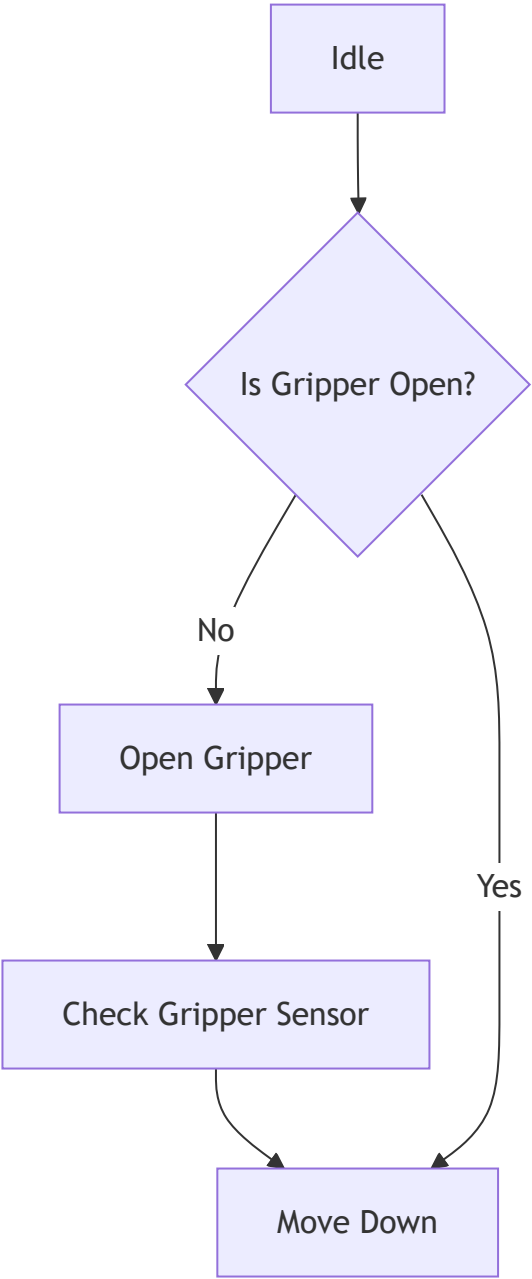 Idle
Is Gripper Open?
No
Open Gripper
Yes
Check Gripper Sensor
Move Down